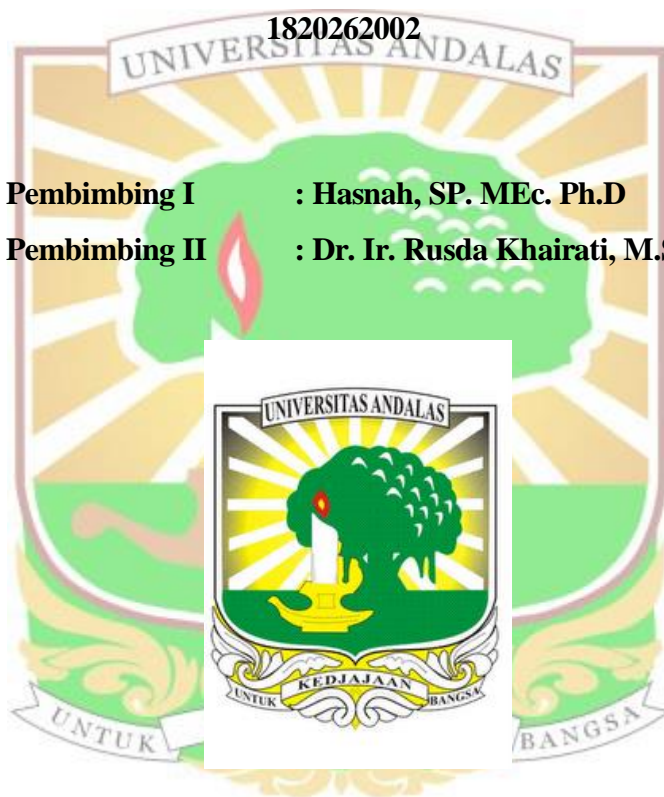 1820262002
UNIVERSITAS ANDALAS
Pembimbing I : Hasnah, SP. MEc. Ph.D
Pembimbing II : Dr. Ir. Rusda Khairati, M.S
UNIVERSITAS ANDALAS
UNTUK KEDJAJAAN BANGSA
UNTUK BANGSA